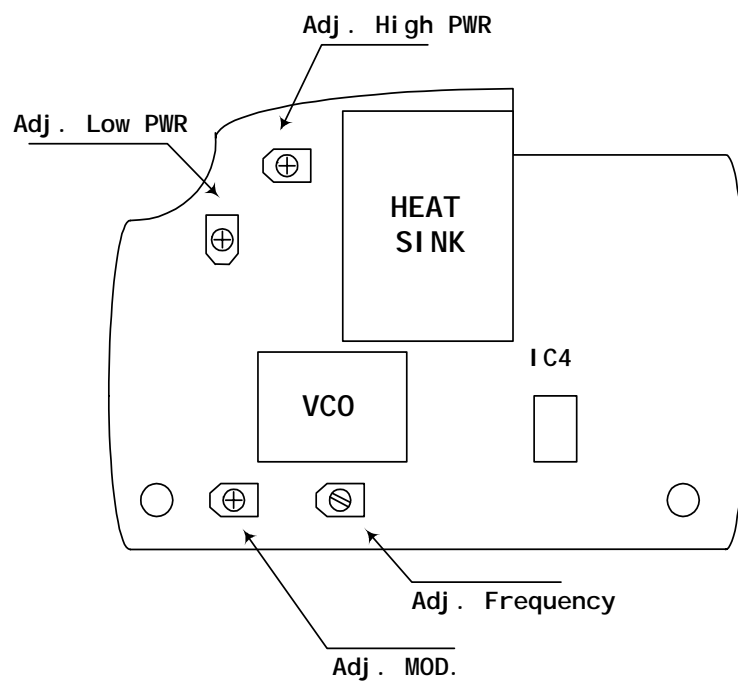 Adj. High PWR
Adj. Low PWR
HEAT
SINK
IC4
VCO
Adj. Frequency
Adj. MOD.